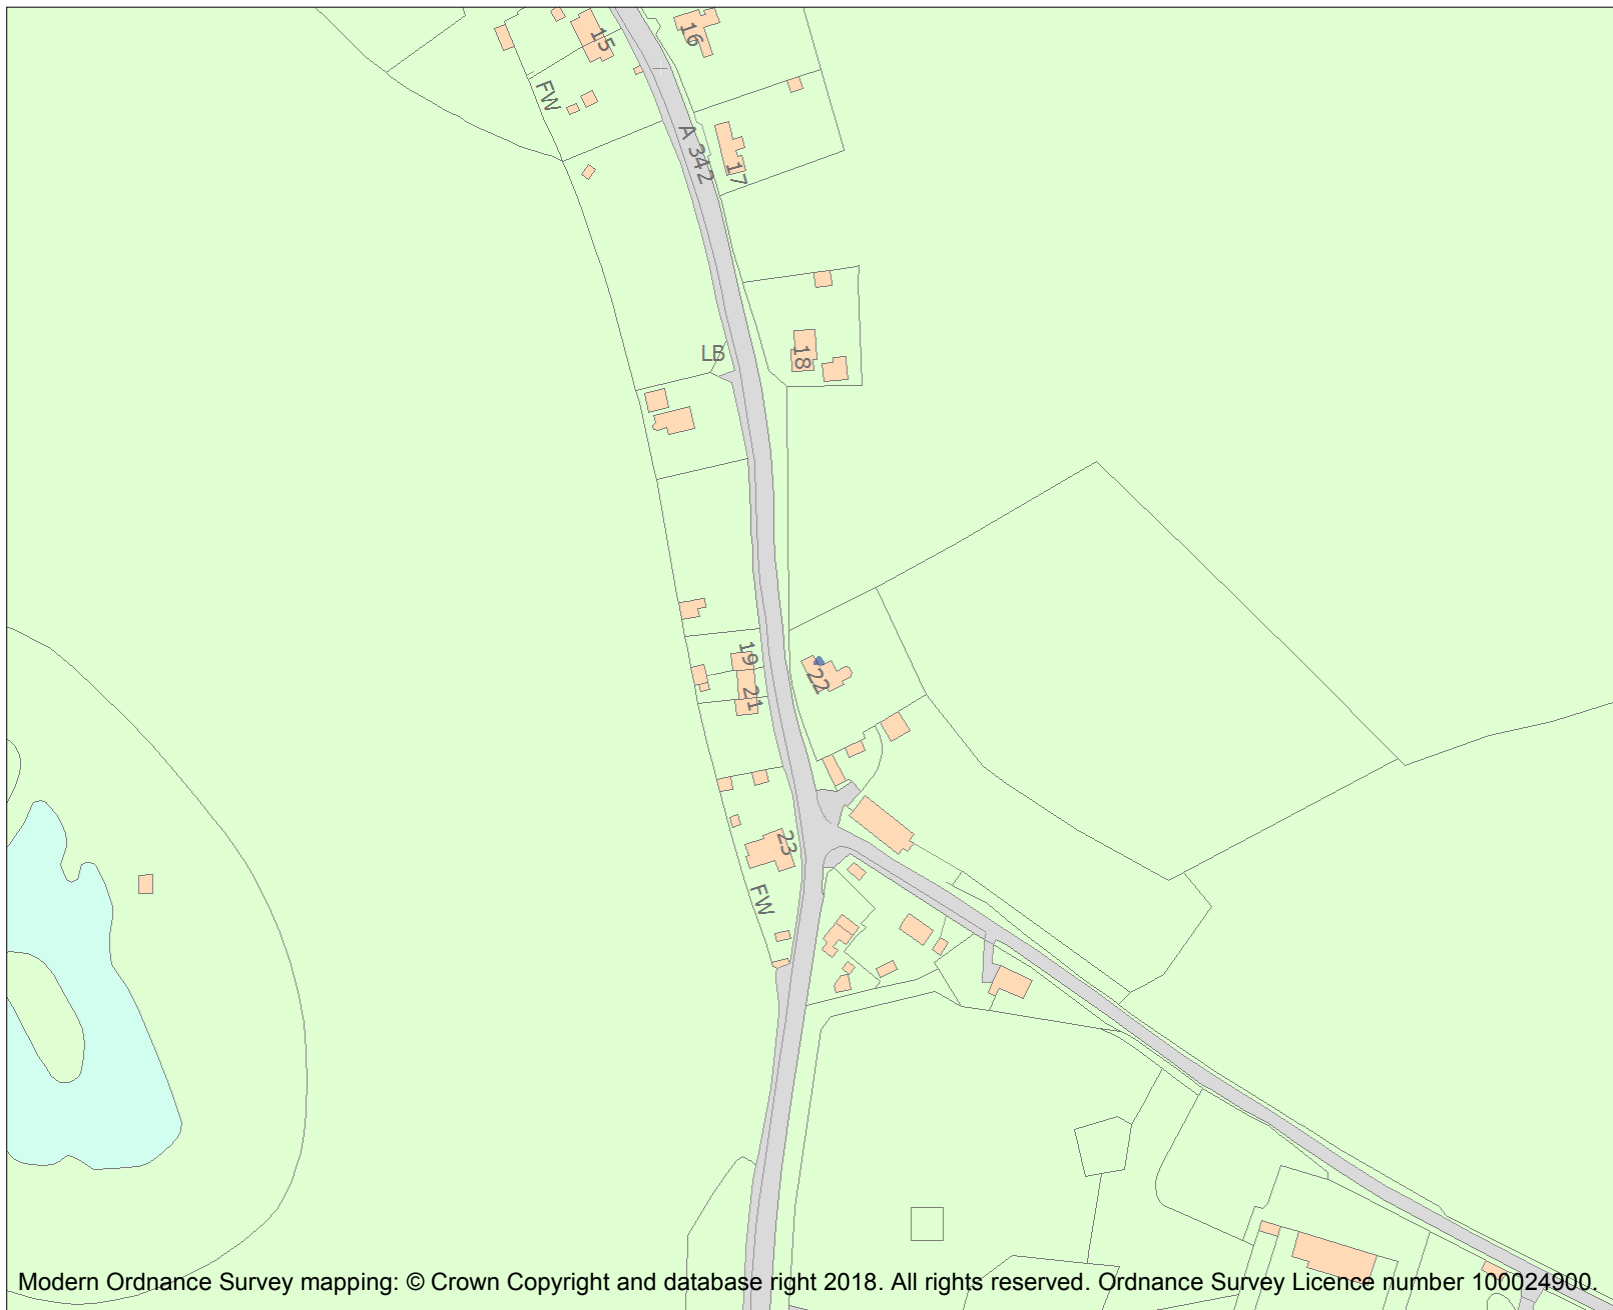 15
16
FW
A 342
17
LB
18
19
21
22
23
FW
Modern Ordnance Survey mapping: © Crown Copyright and database right 2018. All rights reserved. Ordnance Survey Licence number 100024900.